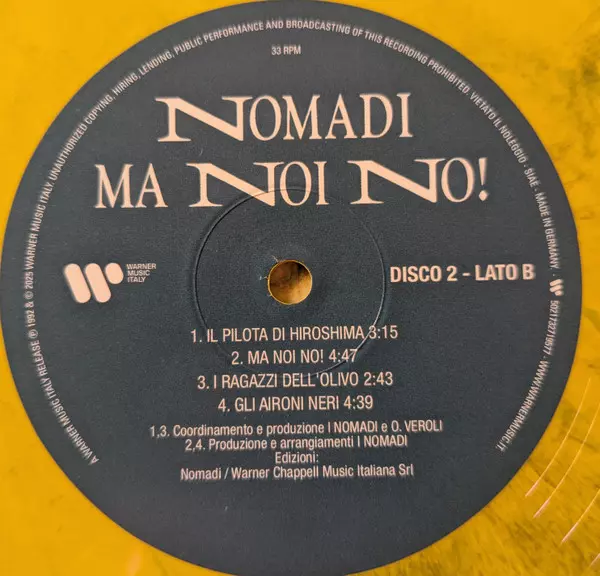 A WARNER MUSIC ITALY RELEASE ℗ 1992 & © 2025 WARNER MUSIC ITALY. UNAUTHORIZED COPYING, HIRING, LENDING, PUBLIC PERFORMANCE AND BROADCASTING OF THIS RECORDING PROHIBITED. VIETATO IL NOLEGGIO - SIAE - MADE IN GERMANY.
5021732719577 - WWW.WARNERMUSIC.IT
33 RPM
NOMADI
MA NOI NO!
WARNER
MUSIC
ITALY
DISCO 2 - LATO B
1. IL PILOTA DI HIROSHIMA 3:15
2. MA NOI NO! 4:47
3. I RAGAZZI DELL'OLIVO 2:43
4. GLI AIRONI NERI 4:39
1,3. Coordinamento e produzione I NOMADI e O. VEROLI
2,4. Produzione e arrangiamenti I NOMADI
Edizioni:
Nomadi / Warner Chappell Music Italiana Srl